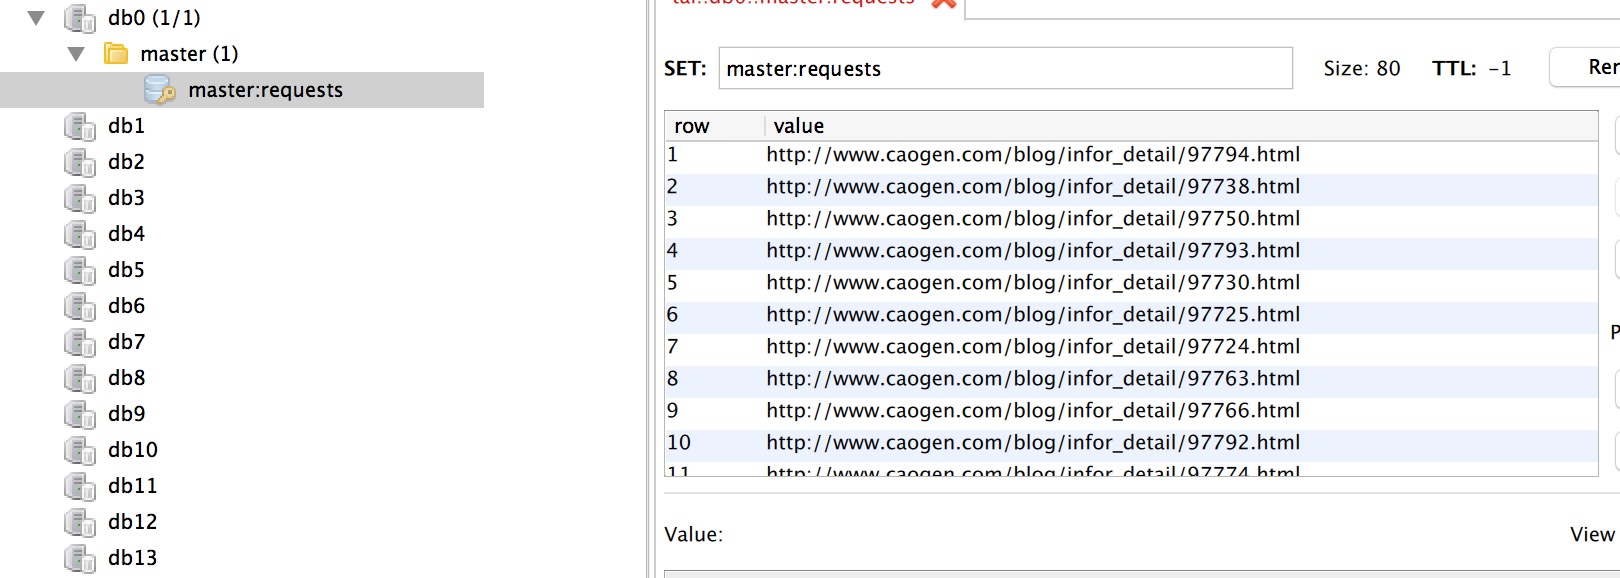 db0 (1/1)
master (1)
master:requests
db1
db2
db3
db4
db5
db6
db7
db8
db9
db10
db11
db12
db13
::db0::master:requests
SET: master:requests Size: 80 TTL: -1 Rer
row value
1 http://www.caogen.com/blog/infor_detail/97794.html
2 http://www.caogen.com/blog/infor_detail/97738.html
3 http://www.caogen.com/blog/infor_detail/97750.html
4 http://www.caogen.com/blog/infor_detail/97793.html
5 http://www.caogen.com/blog/infor_detail/97730.html
6 http://www.caogen.com/blog/infor_detail/97725.html
7 http://www.caogen.com/blog/infor_detail/97724.html
8 http://www.caogen.com/blog/infor_detail/97763.html
9 http://www.caogen.com/blog/infor_detail/97766.html
10 http://www.caogen.com/blog/infor_detail/97792.html
11 http://www.caogen.com/blog/infor_detail/97774.html
P
Value: View